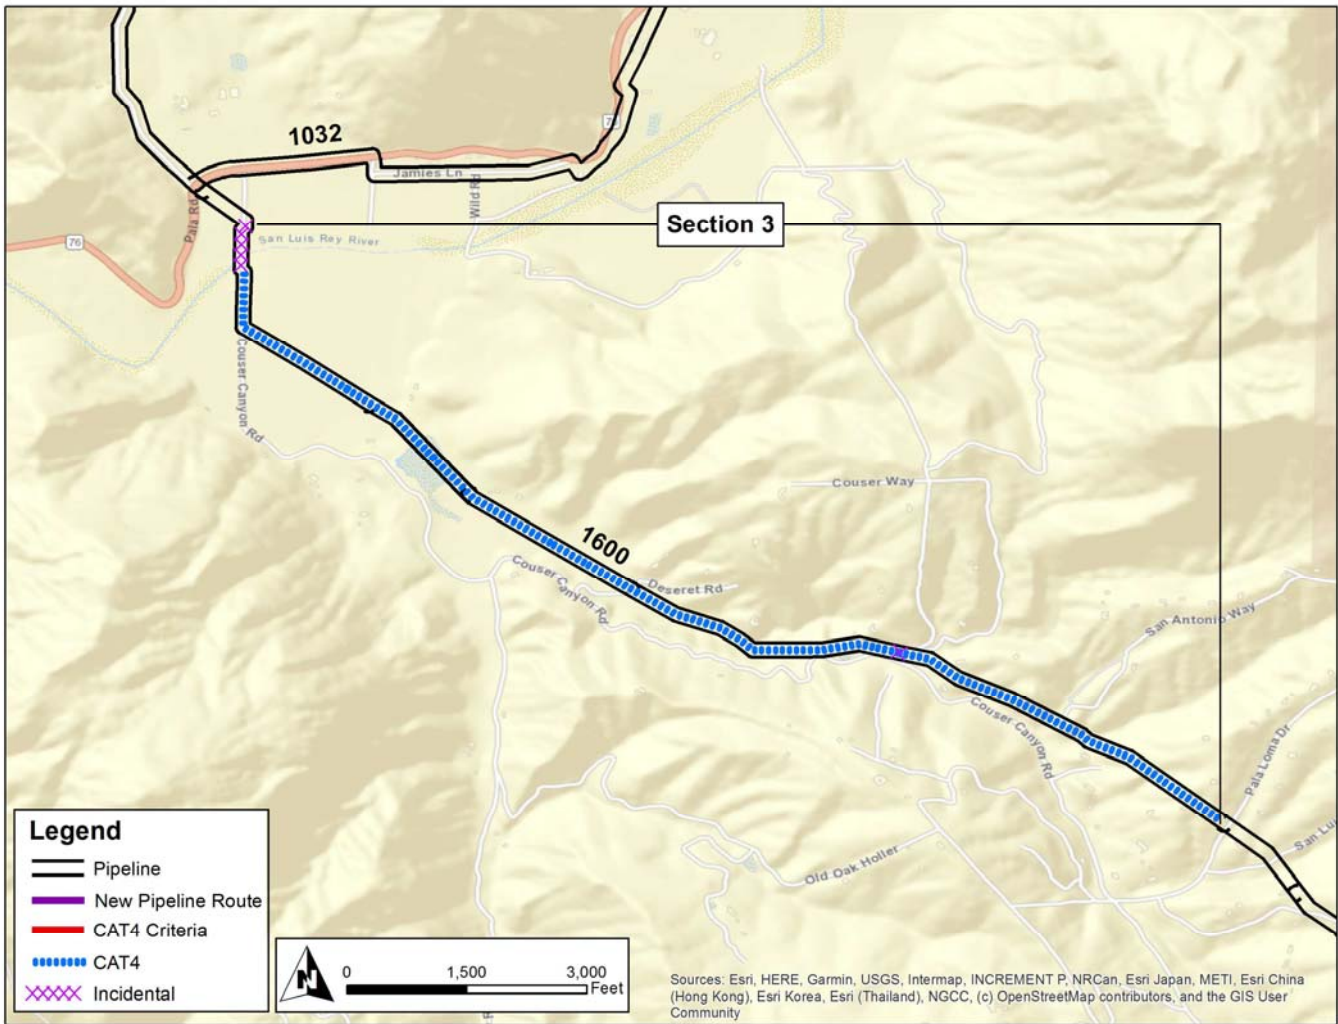 1032
76
Jamies Ln
Pala Rd
Wild Rd
Section 3
76
San Luis Rey River
Couser Canyon Rd
Couser Way
1600
Couser Canyon Rd
Deseret Rd
San Antonio Way
Couser Canyon Rd
Pala Loma Dr
San Lu
Old Oak Holler
Legend
Pipeline
New Pipeline Route
CAT4 Criteria
CAT4
Incidental
N
0 1,500 3,000
Feet
Sources: Esri, HERE, Garmin, USGS, Intermap, INCREMENT P, NRCan, Esri Japan, METI, Esri China
(Hong Kong), Esri Korea, Esri (Thailand), NGCC, (c) OpenStreetMap contributors, and the GIS User
Community